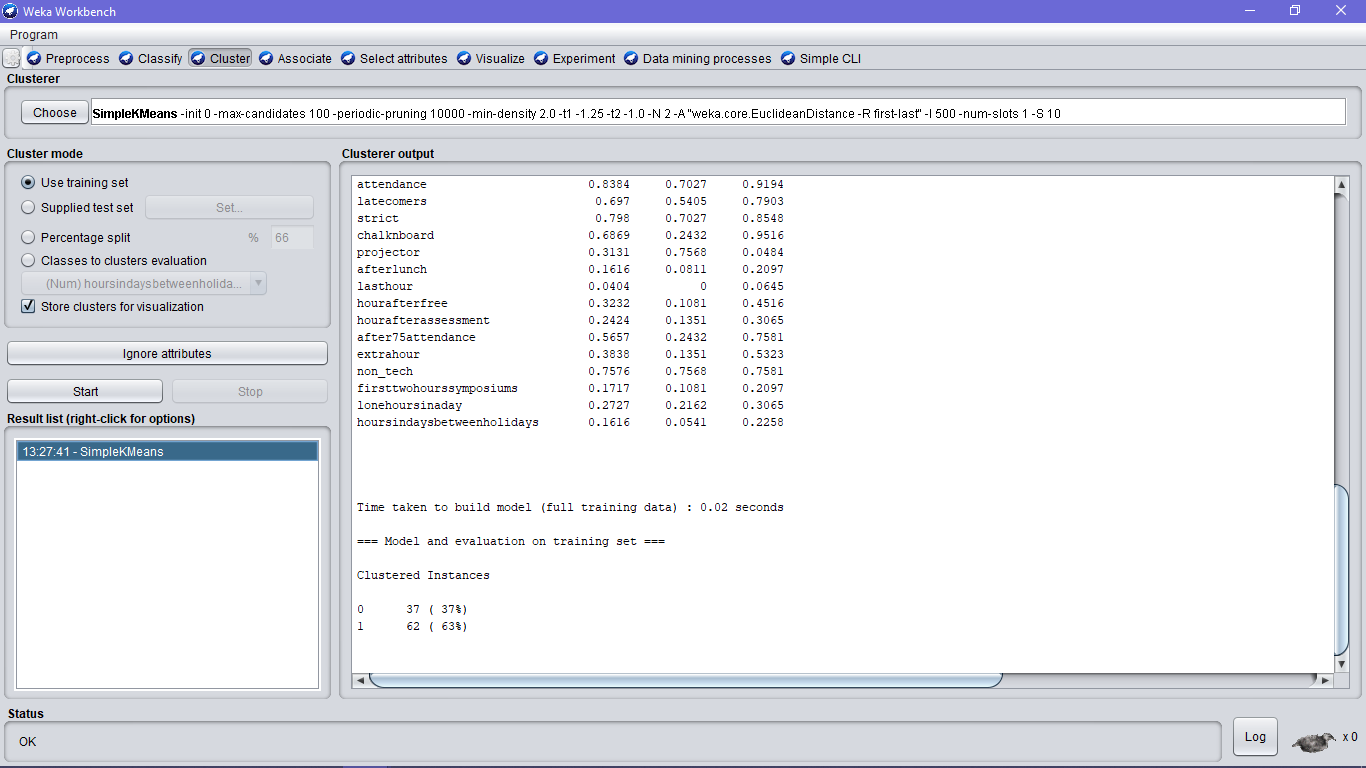 Weka Workbench
Program
Preprocess Classify Cluster Associate Select attributes Visualize Experiment Data mining processes Simple CLI
Clusterer
Choose SimpleKMeans -init 0 -max-candidates 100 -periodic-pruning 10000 -min-density 2.0 -t1 -1.25 -t2 -1.0 -N 2 -A "weka.core.EuclideanDistance -R first-last" -I 500 -num-slots 1 -S 10
Cluster mode
Use training set
Supplied test set Set...
Percentage split % 66
Classes to clusters evaluation
(Num) hoursindaysbetweenholida...
Store clusters for visualization
Ignore attributes
Start Stop
Result list (right-click for options)
13:27:41 - SimpleKMeans
Clusterer output
attendance 0.8384 0.7027 0.9194
latecomers 0.697 0.5405 0.7903
strict 0.798 0.7027 0.8548
chalknboard 0.6869 0.2432 0.9516
projector 0.3131 0.7568 0.0484
afterlunch 0.1616 0.0811 0.2097
lasthour 0.0404 0 0.0645
hourafterfree 0.3232 0.1081 0.4516
hourafterassessment 0.2424 0.1351 0.3065
after75attendance 0.5657 0.2432 0.7581
extrahour 0.3838 0.1351 0.5323
non_tech 0.7576 0.7568 0.7581
firsttwohourssymposiums 0.1717 0.1081 0.2097
lonehoursinaday 0.2727 0.2162 0.3065
hoursindaysbetweenholidays 0.1616 0.0541 0.2258
Time taken to build model (full training data) : 0.02 seconds
=== Model and evaluation on training set ===
Clustered Instances
0 37 ( 37%)
1 62 ( 63%)
Status
OK
Log x 0